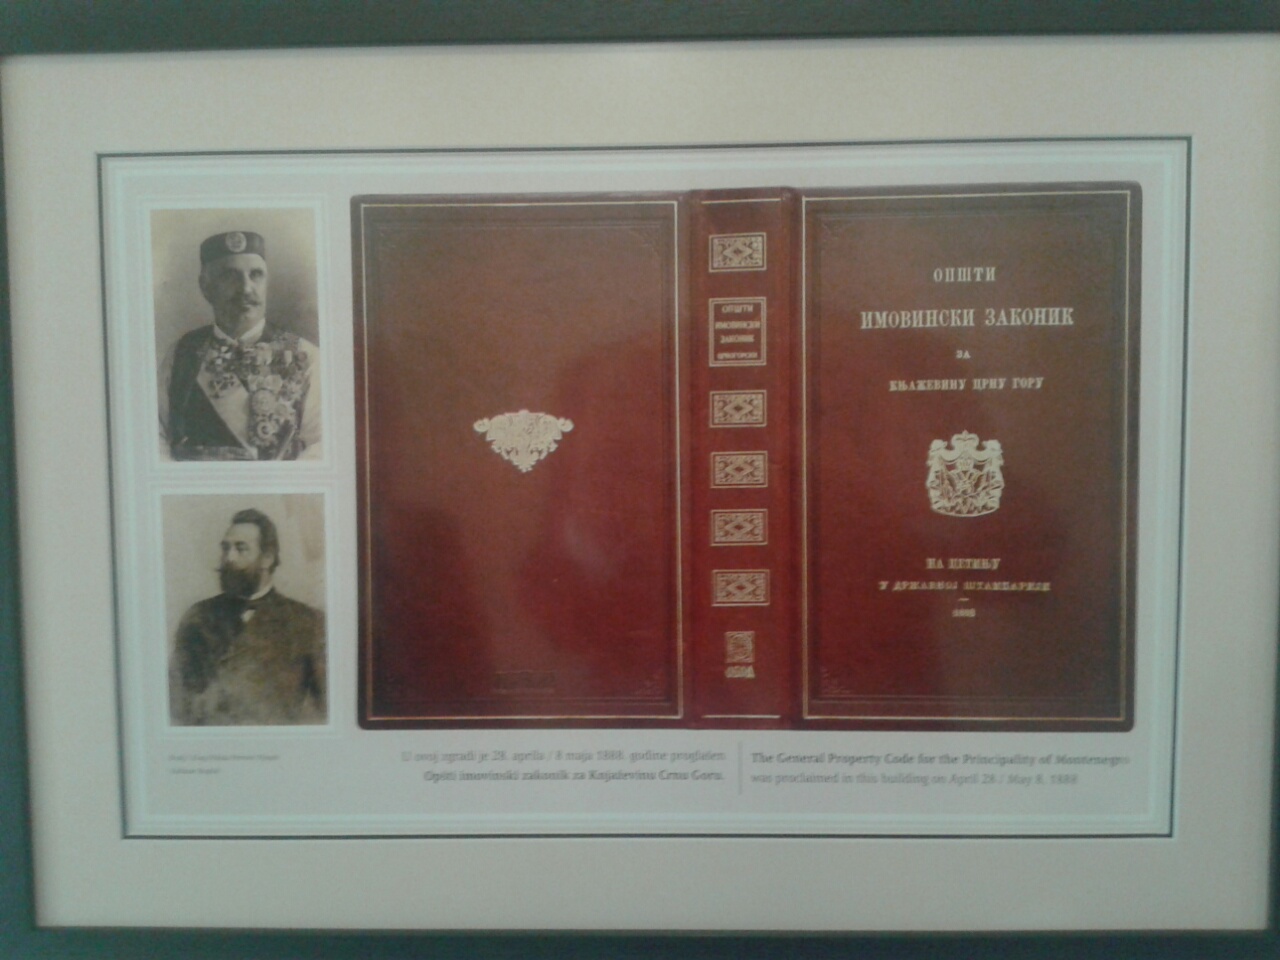 ОПШТИ
ИМОВИНСКИ ЗАКОНИК
ЗА
КЊАЖЕВИНУ ЦРНУ ГОРУ
НА ЦЕТИЊУ
У ДРЖАВНОЈ ШТАМПАРИЈИ
ОПШТИ
ИМОВИНСКИ
ЗАКОНИК
ЦРНОГОРСКИ
U ovoj zgradi je 28. aprila / 8 maja 1888. godine proglašen
Opšti imovinski zakonik za Knjaževinu Crnu Goru.
The General Property Code for the Principality of Montenegro
was proclaimed in this building on April 28 / May 8, 1888